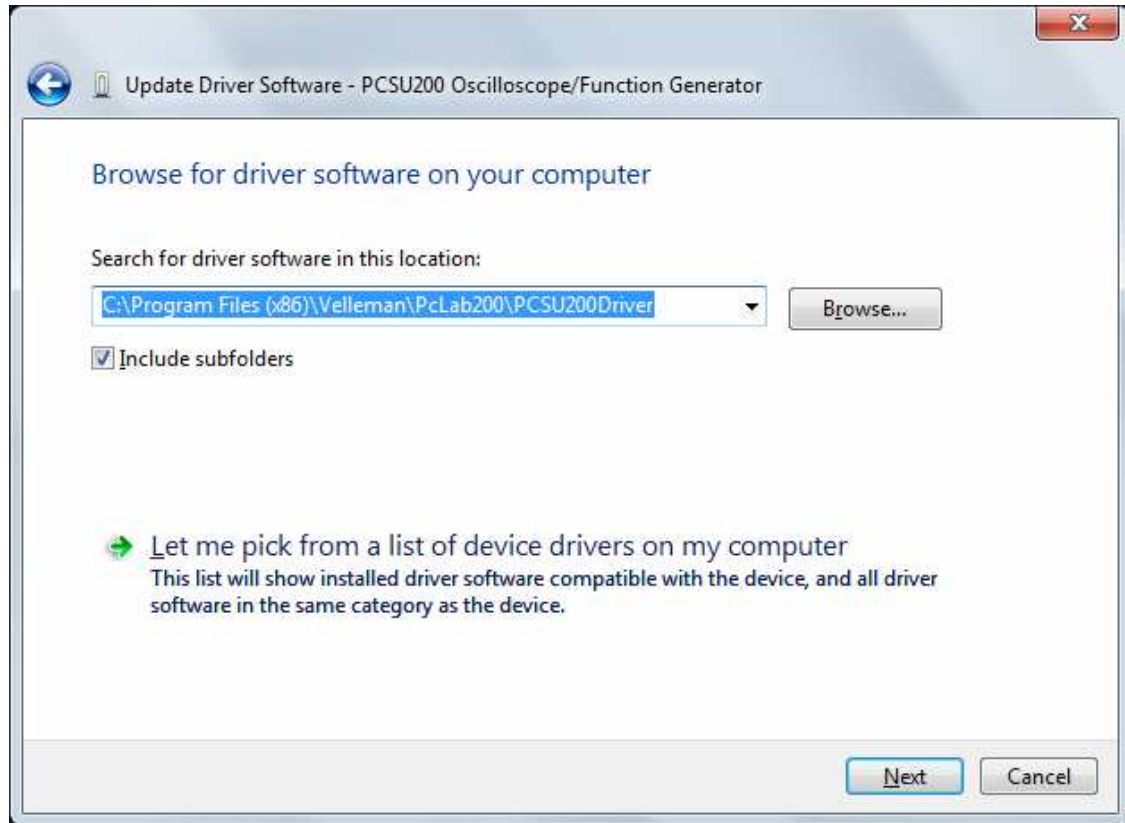 Update Driver Software - PCSU200 Oscilloscope/Function Generator
Browse for driver software on your computer
Search for driver software in this location:
C:\Program Files (x86)\Velleman\PcLab200\PCSU200Driver
Browse...
Include subfolders
Let me pick from a list of device drivers on my computer
This list will show installed driver software compatible with the device, and all driver
software in the same category as the device.
Next
Cancel